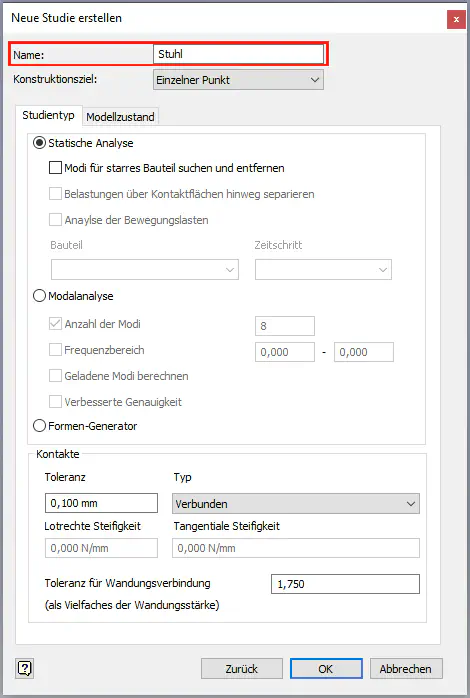 Neue Studie erstellen
x
Name: Stuhl
Konstruktionsziel: Einzelner Punkt
Studientyp Modellzustand
Statische Analyse
Modi für starres Bauteil suchen und entfernen
Belastungen über Kontaktflächen hinweg separieren
Anaylse der Bewegungslasten
Bauteil Zeitschritt
Modalanalyse
Anzahl der Modi 8
Frequenzbereich 0,000 - 0,000
Geladene Modi berechnen
Verbesserte Genauigkeit
Formen-Generator
Kontakte
Toleranz Typ
0,100 mm Verbunden
Lotrechte Steifigkeit Tangentiale Steifigkeit
0,000 N/mm 0,000 N/mm
Toleranz für Wandungsverbindung 1,750
(als Vielfaches der Wandungsstärke)
? Zurück OK Abbrechen